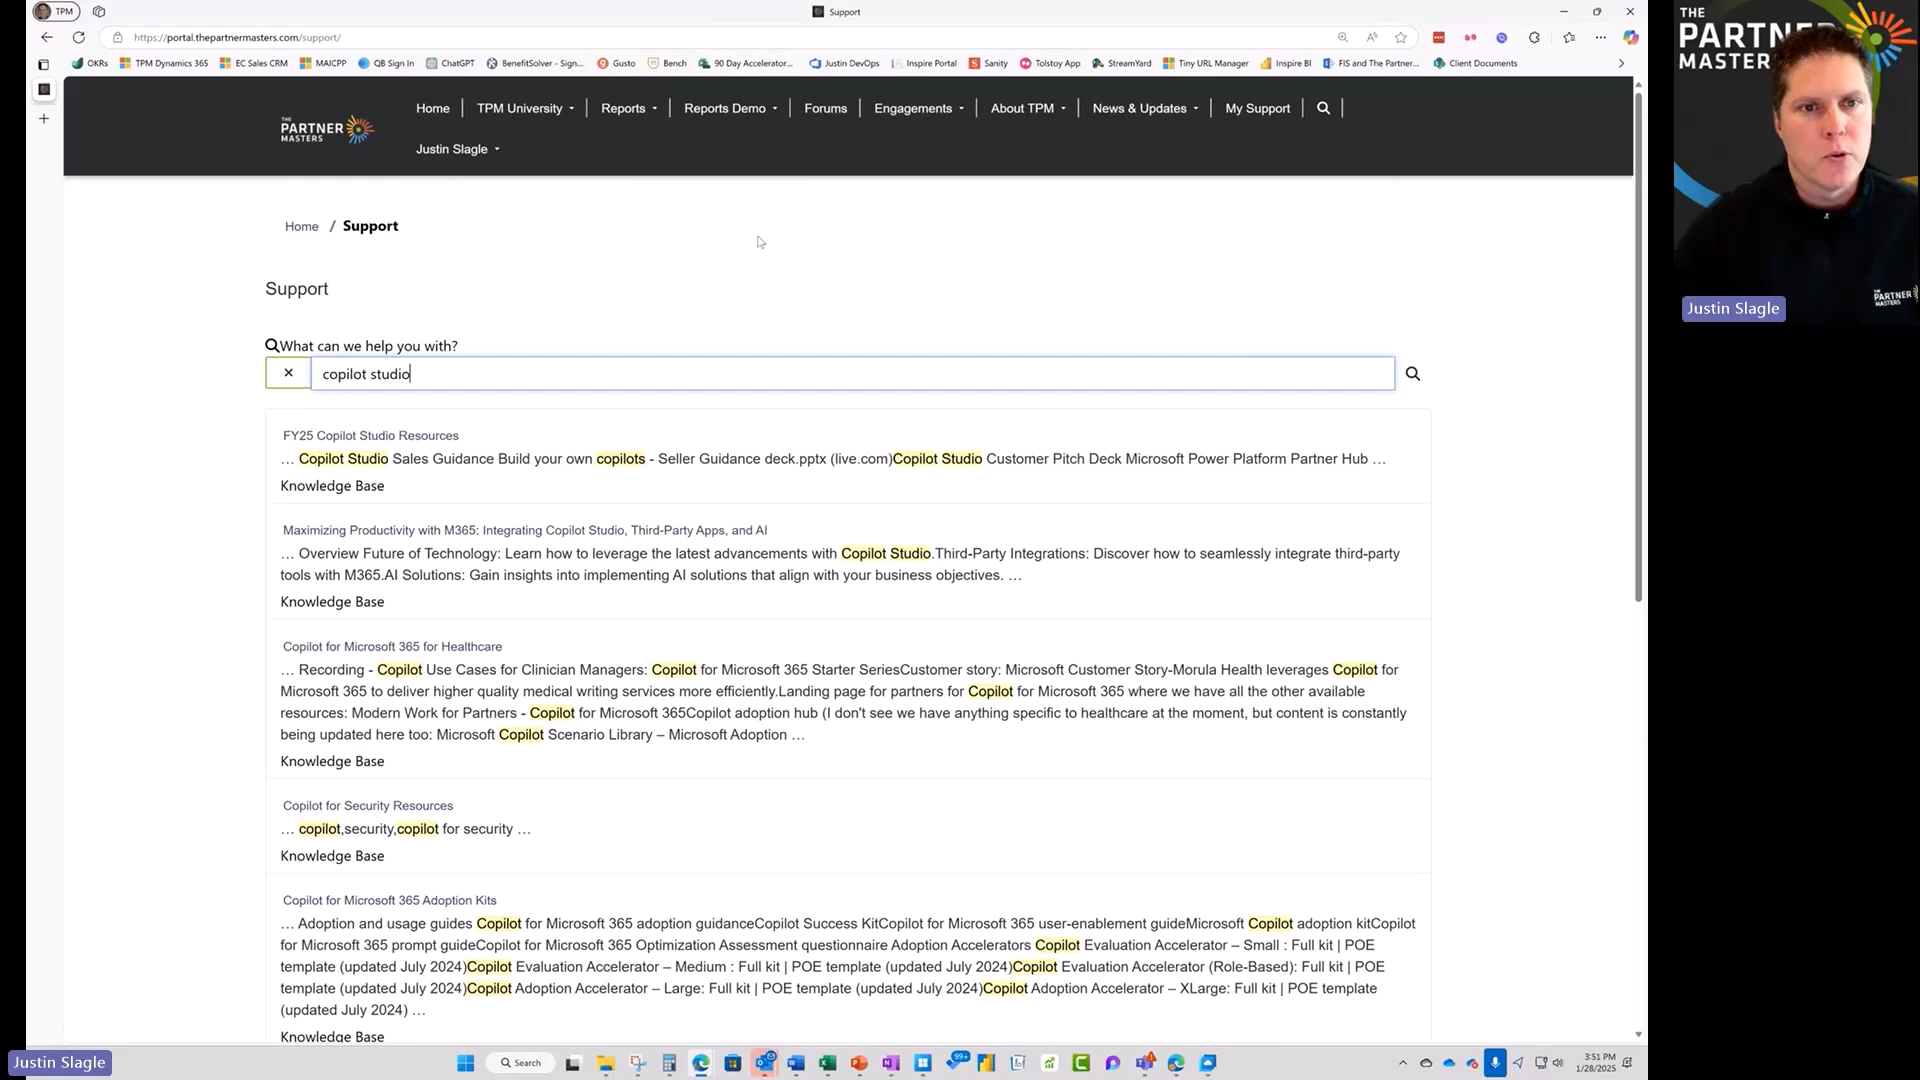 TPM
Support
https://portal.thepartnermasters.com/support/
OKRs TPM Dynamics 365 EC Sales CRM MAICPP QB Sign In ChatGPT BenefitSolver - Sign... Gusto Bench 90 Day Accelerator... Justin DevOps Inspire Portal Sanity Tolstoy App StreamYard Tiny URL Manager Inspire BI FIS and The Partner... Client Documents
THE
PARTNER
MASTERS
Home TPM University Reports Reports Demo Forums Engagements About TPM News & Updates My Support
Justin Slagle
Home / Support
Support
What can we help you with?
copilot studio
FY25 Copilot Studio Resources
… Copilot Studio Sales Guidance Build your own copilots - Seller Guidance deck.pptx (live.com)Copilot Studio Customer Pitch Deck Microsoft Power Platform Partner Hub …
Knowledge Base
Maximizing Productivity with M365: Integrating Copilot Studio, Third-Party Apps, and AI
… Overview Future of Technology: Learn how to leverage the latest advancements with Copilot Studio.Third-Party Integrations: Discover how to seamlessly integrate third-party
tools with M365.AI Solutions: Gain insights into implementing AI solutions that align with your business objectives. …
Knowledge Base
Copilot for Microsoft 365 for Healthcare
… Recording - Copilot Use Cases for Clinician Managers: Copilot for Microsoft 365 Starter SeriesCustomer story: Microsoft Customer Story-Morula Health leverages Copilot for
Microsoft 365 to deliver higher quality medical writing services more efficiently.Landing page for partners for Copilot for Microsoft 365 where we have all the other available
resources: Modern Work for Partners - Copilot for Microsoft 365Copilot adoption hub (I don't see we have anything specific to healthcare at the moment, but content is constantly
being updated here too: Microsoft Copilot Scenario Library – Microsoft Adoption …
Knowledge Base
Copilot for Security Resources
… copilot,security,copilot for security …
Knowledge Base
Copilot for Microsoft 365 Adoption Kits
… Adoption and usage guides Copilot for Microsoft 365 adoption guidanceCopilot Success KitCopilot for Microsoft 365 user-enablement guideMicrosoft Copilot adoption kitCopilot
for Microsoft 365 prompt guideCopilot for Microsoft 365 Optimization Assessment questionnaire Adoption Accelerators Copilot Evaluation Accelerator – Small : Full kit | POE
template (updated July 2024)Copilot Evaluation Accelerator – Medium : Full kit | POE template (updated July 2024)Copilot Evaluation Accelerator (Role-Based): Full kit | POE
template (updated July 2024)Copilot Adoption Accelerator – Large: Full kit | POE template (updated July 2024)Copilot Adoption Accelerator – XLarge: Full kit | POE template
(updated July 2024) …
Knowledge Base
Search
99+
3:51 PM
1/28/2025
Justin Slagle
THE
PARTNE
MASTERS
THE
PARTNER
MASTERS
Justin Slagle